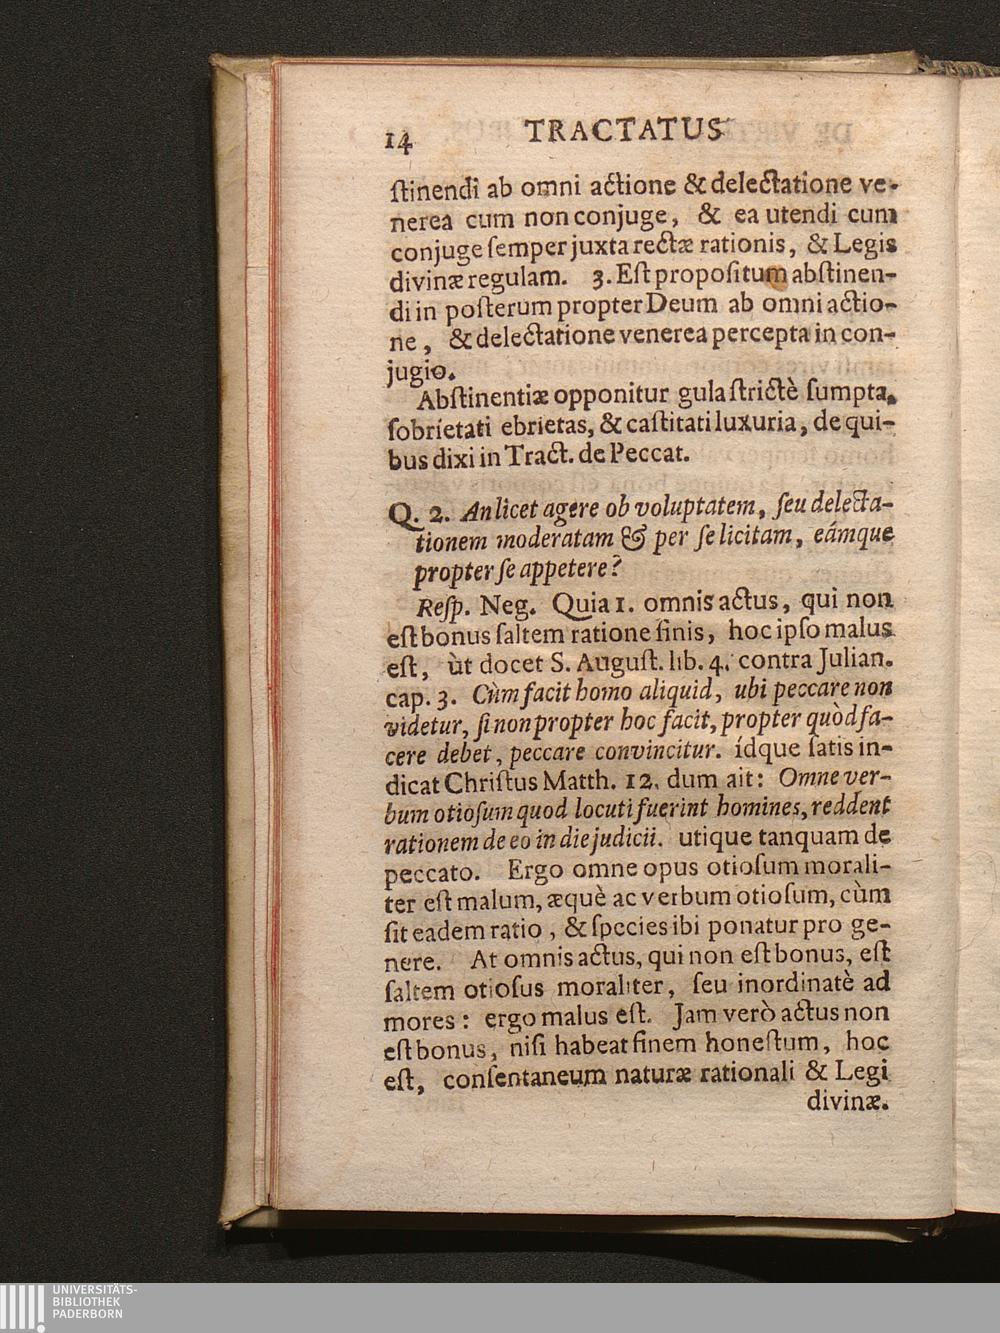 14 TRACTATUS
ſtinendi ab omni actione & delectatione ve-
nerea cum non conjuge, & ea utendi cum
conjuge ſemper juxta rectæ rationis, & Legis
divinæ regulam. 3. Eſt propoſitum abſtinen-
di in poſterum propter Deum ab omni actio-
ne, & delectatione venerea percepta in con-
jugio.
Abſtinentiæ opponitur gula ſtrictè ſumpta,
ſobrietati ebrietas, & caſtitati luxuria, de qui-
bus dixi in Tract. de Peccat.
Q. 2. An licet agere ob voluptatem, ſeu delecta-
tionem moderatam & per ſe licitam, eámque
propter ſe appetere?
Reſp. Neg. Quia 1. omnis actus, qui non
eſt bonus ſaltem ratione finis, hoc ipſo malus
eſt, ùt docet S. Auguſt. lib. 4. contra Julian.
cap. 3. Cùm facit homo aliquid, ubi peccare non
videtur, ſi non propter hoc facit, propter quòd fa-
cere debet, peccare convincitur. ídque ſatis in-
dicat Chriſtus Matth. 12. dum ait: Omne ver-
bum otioſum quod locuti fuerint homines, reddent
rationem de eo in die judicii. utique tanquam de
peccato. Ergo omne opus otioſum morali-
ter eſt malum, æquè ac verbum otioſum, cùm
ſit eadem ratio, & ſpecies ibi ponatur pro ge-
nere. At omnis actus, qui non eſt bonus, eſt
ſaltem otioſus moraliter, ſeu inordinatè ad
mores: ergo malus eſt. Jam verò actus non
eſt bonus, niſi habeat finem honeſtum, hoc
eſt, conſentaneum naturæ rationali & Legi
divinæ.
UNIVERSITÄTS-
BIBLIOTHEK
PADERBORN